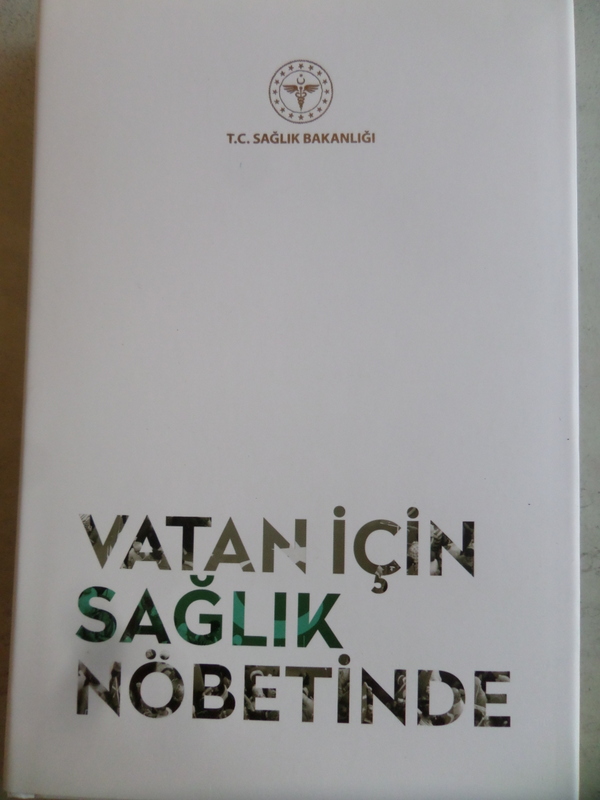 T.C. SAĞLIK BAKANLIĞI
VATAN İÇİN
SAĞLIK
NÖBETİNDE